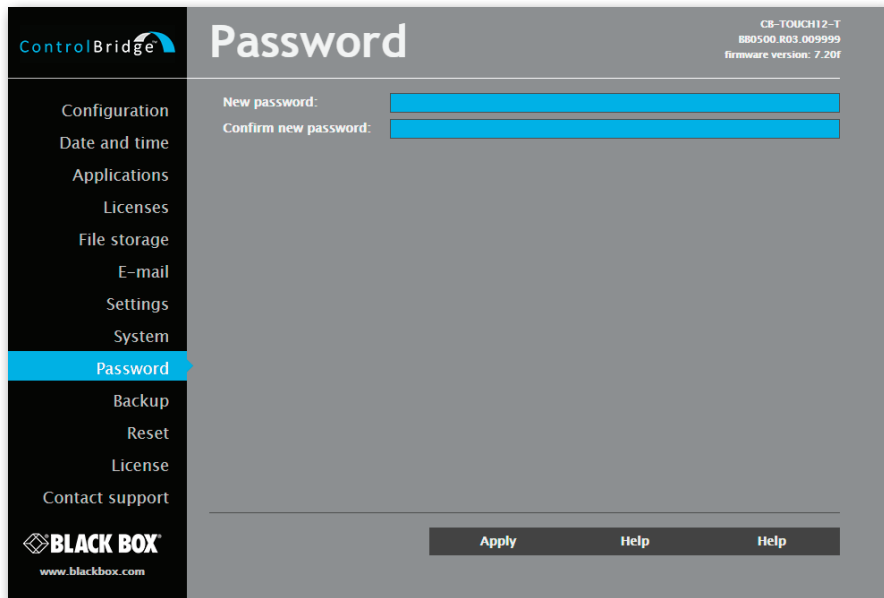 ControlBridge™
Password
CB-TOUCH12-T
BB0500.R03.009999
firmware version: 7.20f
Configuration
Date and time
Applications
Licenses
File storage
E-mail
Settings
System
Password
Backup
Reset
License
Contact support
BLACK BOX®
www.blackbox.com
New password:
Confirm new password:
Apply Help Help